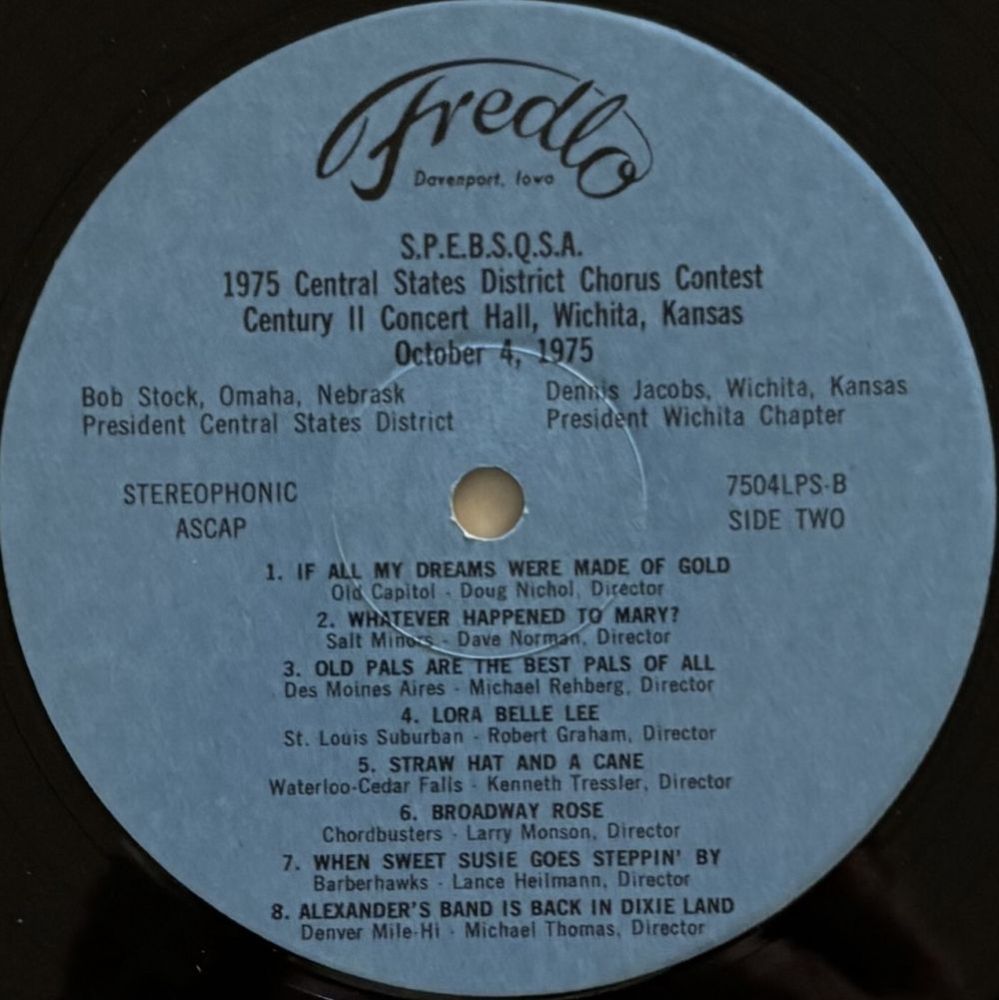 Fredlo
Davenport, Iowa
S.P.E.B.S.Q.S.A.
1975 Central States District Chorus Contest
Century II Concert Hall, Wichita, Kansas
October 4, 1975
Bob Stock, Omaha, Nebrask
President Central States District
Dennis Jacobs, Wichita, Kansas
President Wichita Chapter
STEREOPHONIC
ASCAP
7504LPS-B
SIDE TWO
1. IF ALL MY DREAMS WERE MADE OF GOLD
Old Capitol - Doug Nichol, Director
2. WHATEVER HAPPENED TO MARY?
Salt Minors - Dave Norman, Director
3. OLD PALS ARE THE BEST PALS OF ALL
Des Moines Aires - Michael Rehberg, Director
4. LORA BELLE LEE
St. Louis Suburban - Robert Graham, Director
5. STRAW HAT AND A CANE
Waterloo-Cedar Falls - Kenneth Tressler, Director
6. BROADWAY ROSE
Chordbusters - Larry Monson, Director
7. WHEN SWEET SUSIE GOES STEPPIN' BY
Barberhawks - Lance Heilmann, Director
8. ALEXANDER'S BAND IS BACK IN DIXIE LAND
Denver Mile-Hi - Michael Thomas, Director